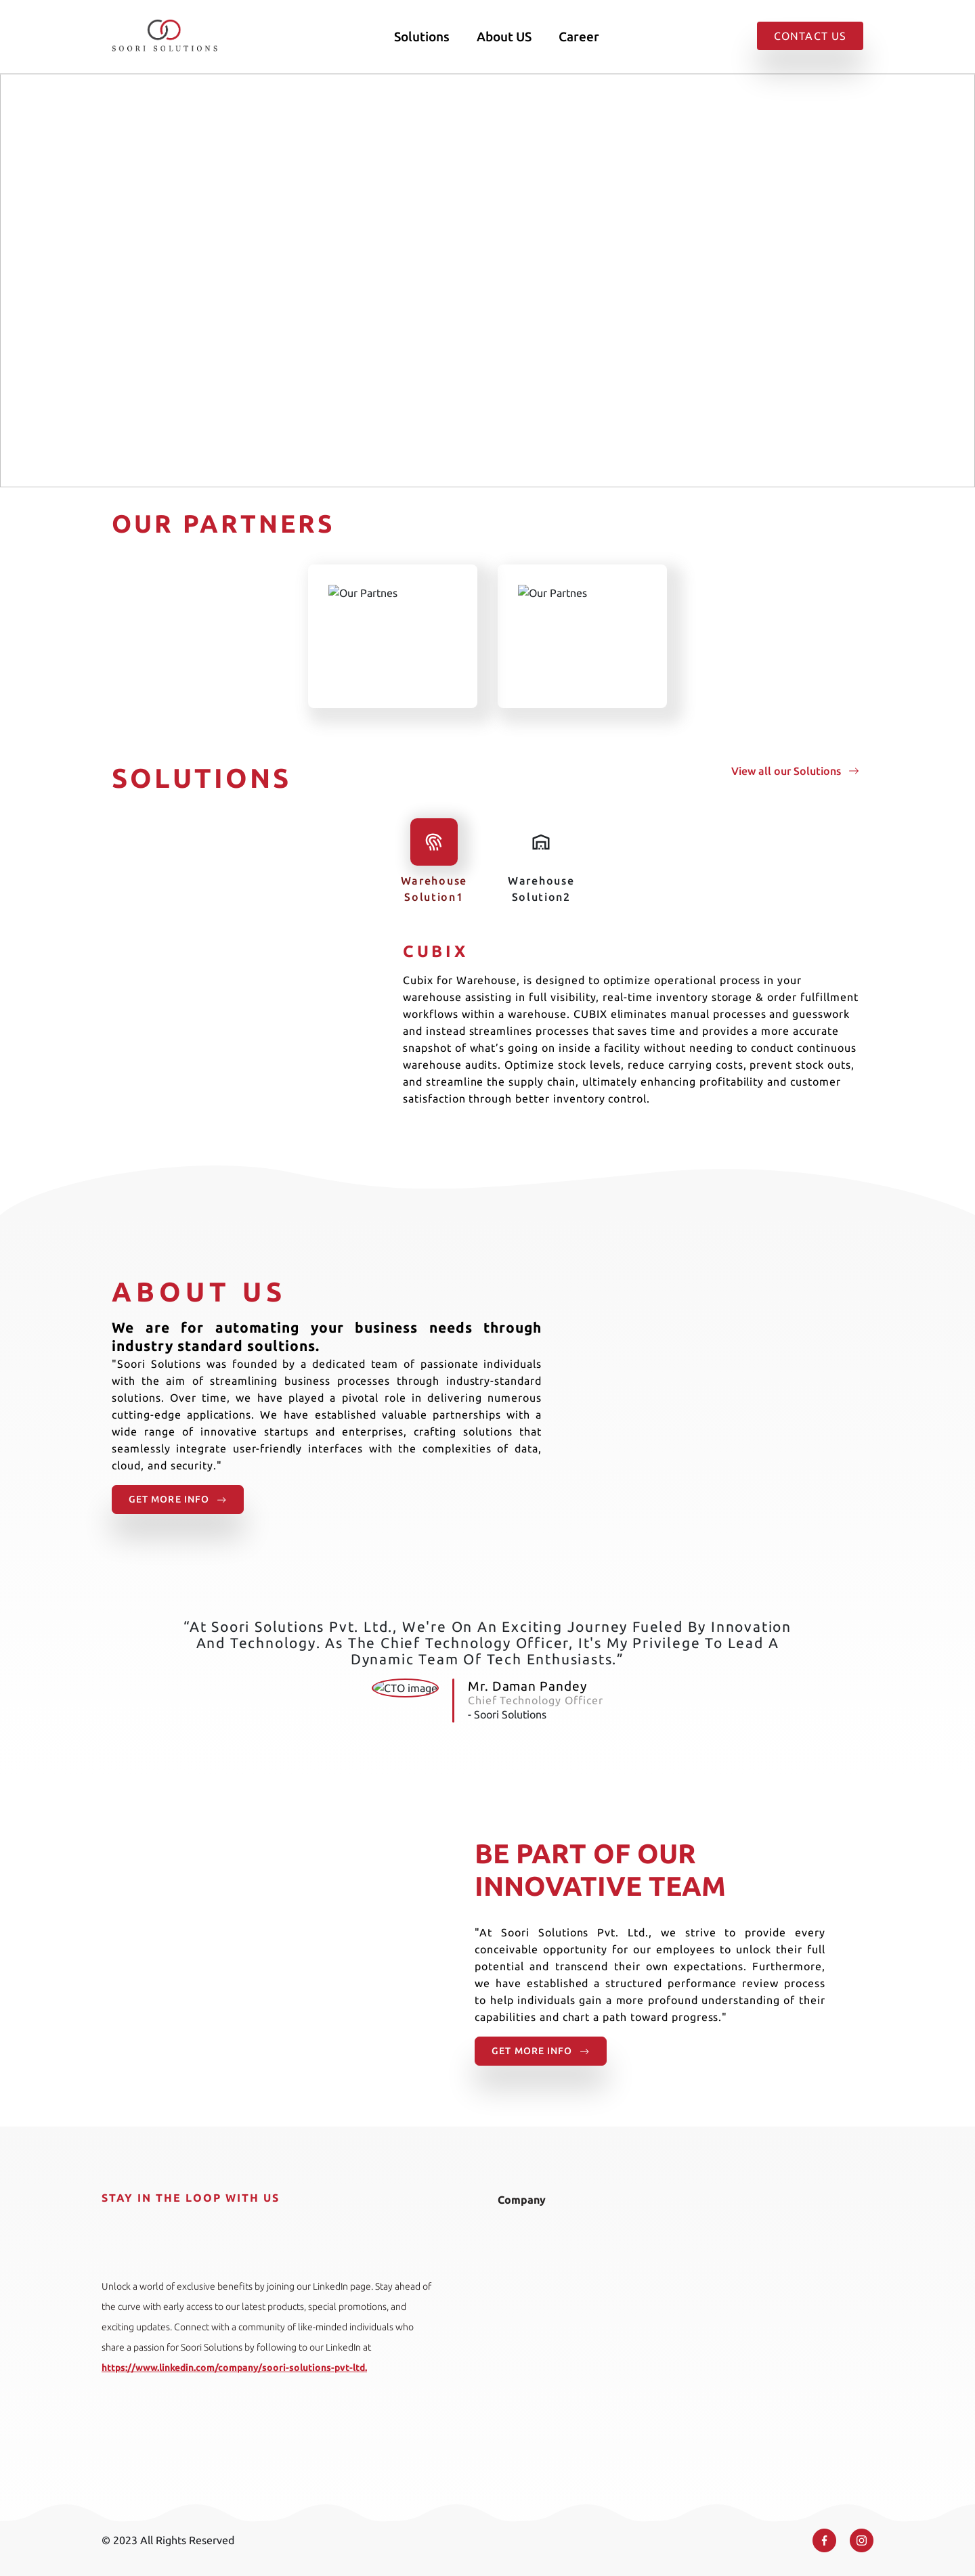 SOORI SOLUTIONS
Solutions
About US
Career
CONTACT US
OUR PARTNERS
Our Partnes
Our Partnes
SOLUTIONS
View all our Solutions
Warehouse
Solution1
Warehouse
Solution2
CUBIX
Cubix for Warehouse, is designed to optimize operational process in your
warehouse assisting in full visibility, real-time inventory storage & order fulfillment
workflows within a warehouse. CUBIX eliminates manual processes and guesswork
and instead streamlines processes that saves time and provides a more accurate
snapshot of what’s going on inside a facility without needing to conduct continuous
warehouse audits. Optimize stock levels, reduce carrying costs, prevent stock outs,
and streamline the supply chain, ultimately enhancing profitability and customer
satisfaction through better inventory control.
ABOUT US
We are for automating your business needs through
industry standard soultions.
"Soori Solutions was founded by a dedicated team of passionate individuals
with the aim of streamlining business processes through industry-standard
solutions. Over time, we have played a pivotal role in delivering numerous
cutting-edge applications. We have established valuable partnerships with a
wide range of innovative startups and enterprises, crafting solutions that
seamlessly integrate user-friendly interfaces with the complexities of data,
cloud, and security."
GET MORE INFO
“At Soori Solutions Pvt. Ltd., We're On An Exciting Journey Fueled By Innovation
And Technology. As The Chief Technology Officer, It's My Privilege To Lead A
Dynamic Team Of Tech Enthusiasts.”
CTO image
Mr. Daman Pandey
Chief Technology Officer
- Soori Solutions
BE PART OF OUR
INNOVATIVE TEAM
"At Soori Solutions Pvt. Ltd., we strive to provide every
conceivable opportunity for our employees to unlock their full
potential and transcend their own expectations. Furthermore,
we have established a structured performance review process
to help individuals gain a more profound understanding of their
capabilities and chart a path toward progress."
GET MORE INFO
STAY IN THE LOOP WITH US
Company
Unlock a world of exclusive benefits by joining our LinkedIn page. Stay ahead of
the curve with early access to our latest products, special promotions, and
exciting updates. Connect with a community of like-minded individuals who
share a passion for Soori Solutions by following to our LinkedIn at
https://www.linkedin.com/company/soori-solutions-pvt-ltd.
© 2023 All Rights Reserved